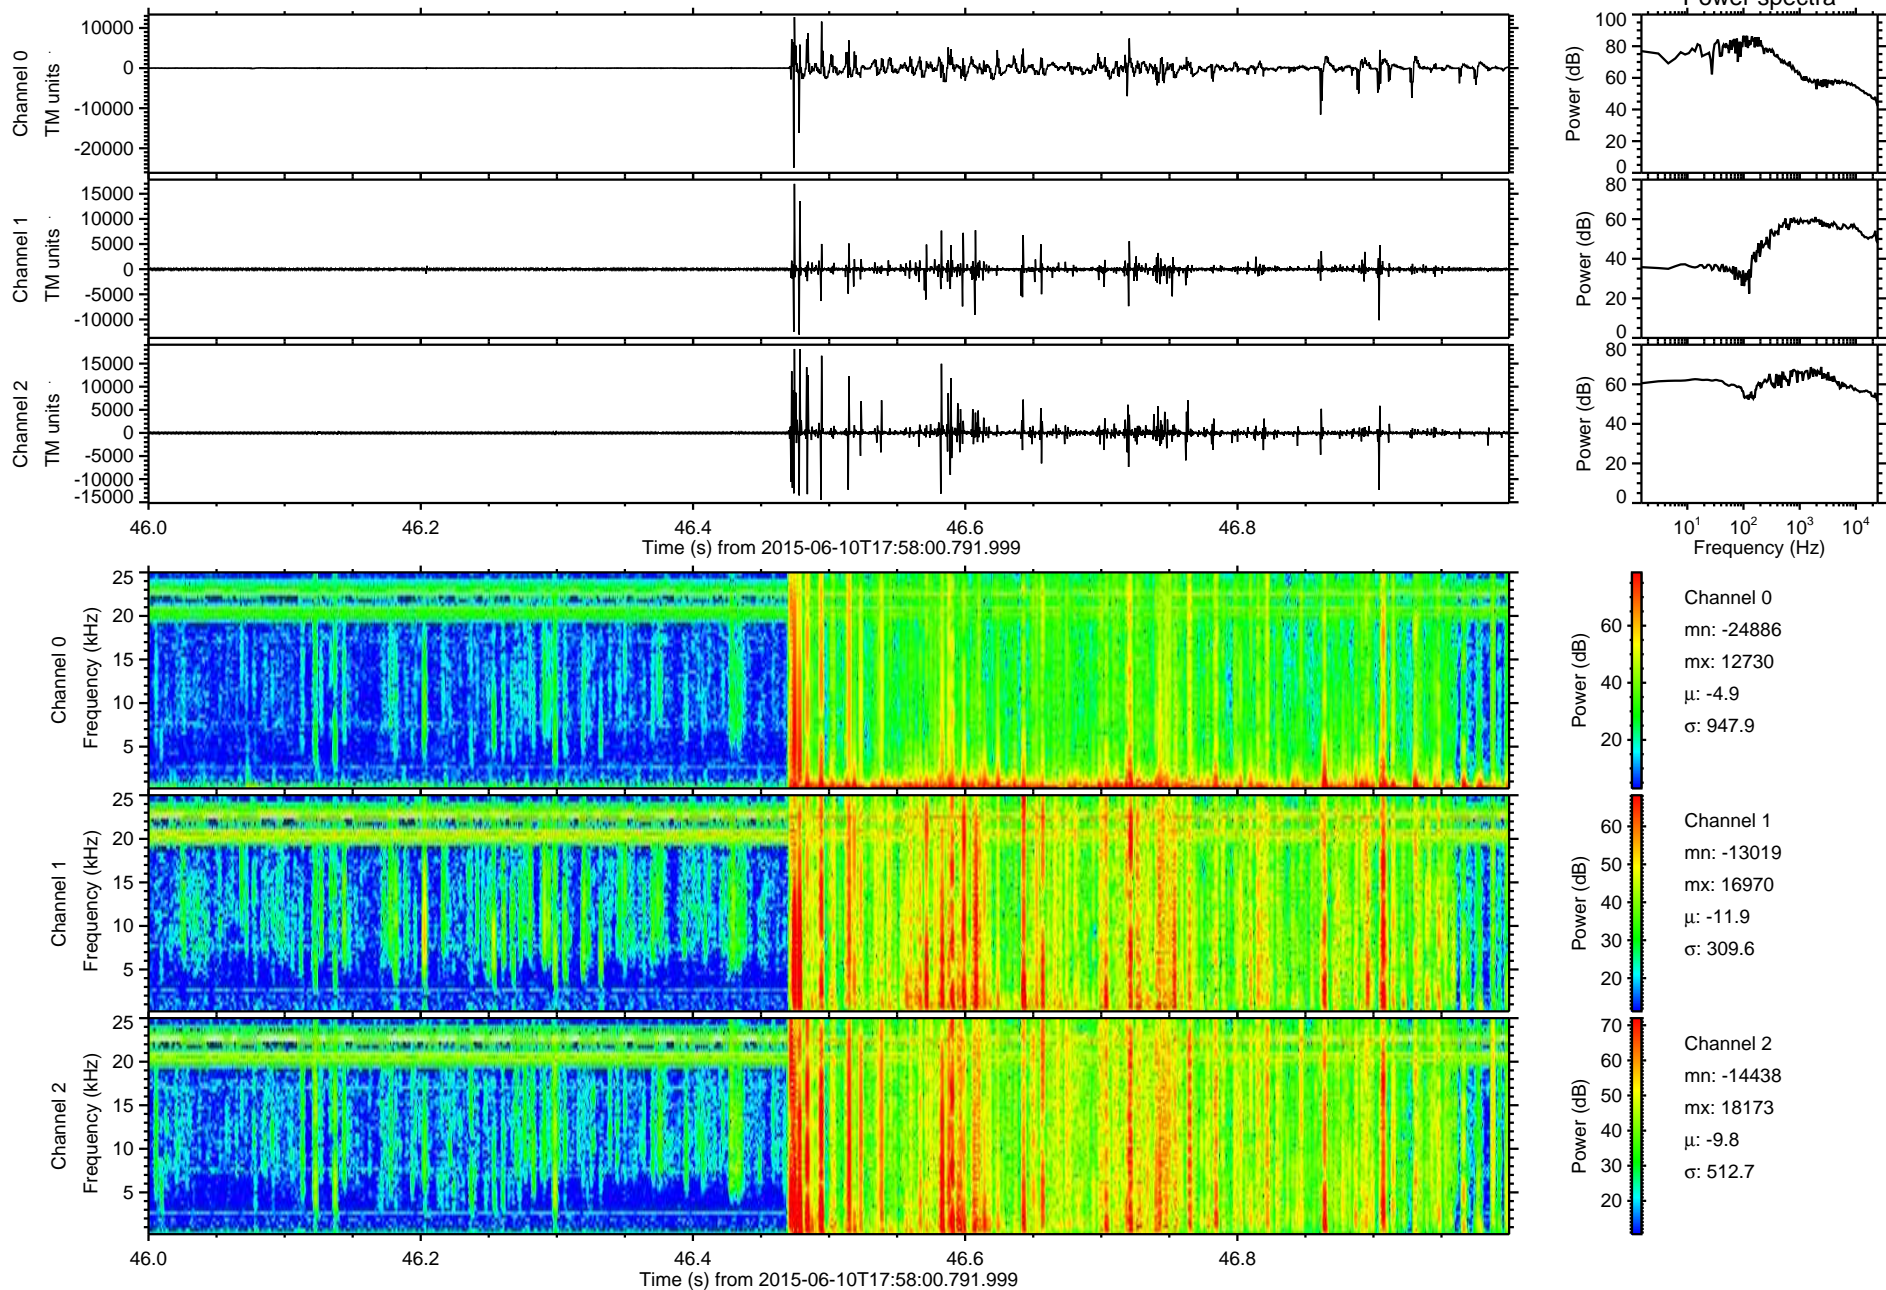 Power spectra
Channel 0
TM units
10000
0
-10000
-20000
Power (dB)
100
80
60
40
20
0
Channel 1
TM units
15000
10000
5000
0
-5000
-10000
Power (dB)
80
60
40
20
0
Channel 2
TM units
15000
10000
5000
0
-5000
-10000
-15000
Power (dB)
80
60
40
20
0
46.0 46.2 46.4 46.6 46.8
Time (s) from 2015-06-10T17:58:00.791.999
10^1 10^2 10^3 10^4
Frequency (Hz)
Channel 0
Frequency (kHz)
25
20
15
10
5
Power (dB)
60
40
20
Channel 0
mn: -24886
mx: 12730
μ: -4.9
σ: 947.9
Channel 1
Frequency (kHz)
25
20
15
10
5
Power (dB)
60
50
40
30
20
Channel 1
mn: -13019
mx: 16970
μ: -11.9
σ: 309.6
Channel 2
Frequency (kHz)
25
20
15
10
5
Power (dB)
70
60
50
40
30
20
Channel 2
mn: -14438
mx: 18173
μ: -9.8
σ: 512.7
46.0 46.2 46.4 46.6 46.8
Time (s) from 2015-06-10T17:58:00.791.999